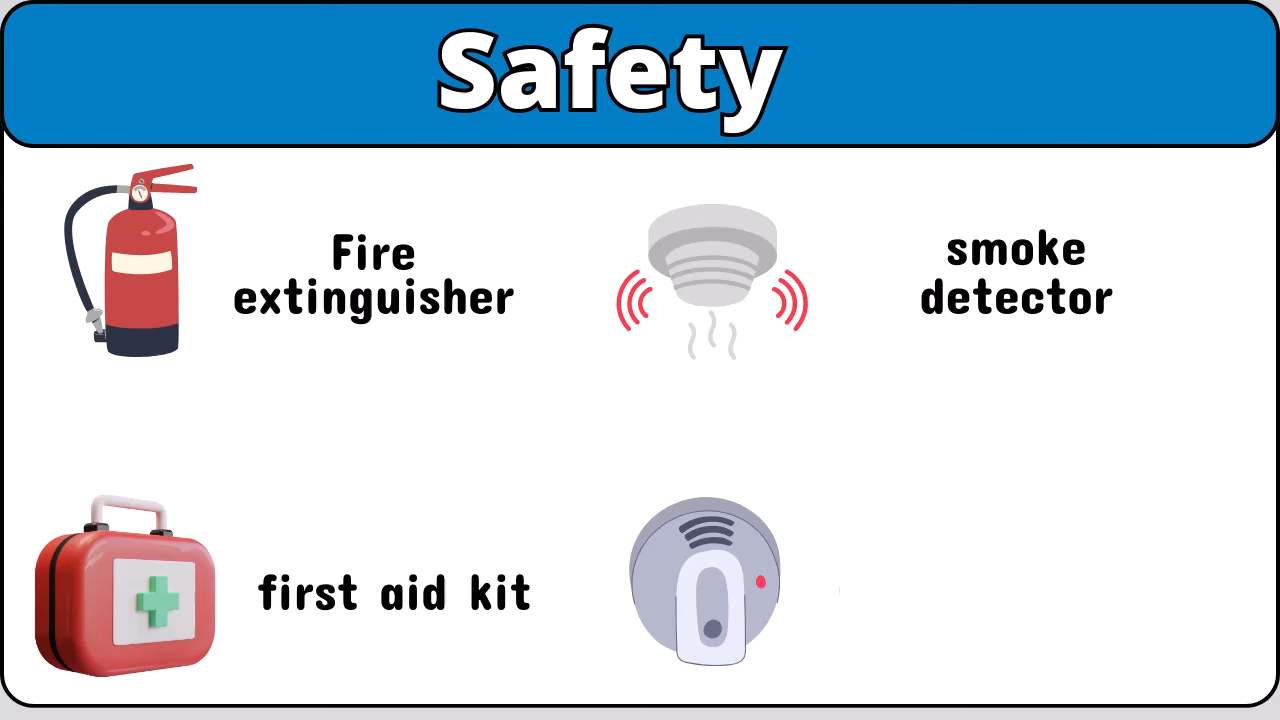 Safety
Fire
extinguisher
smoke
detector
first aid kit